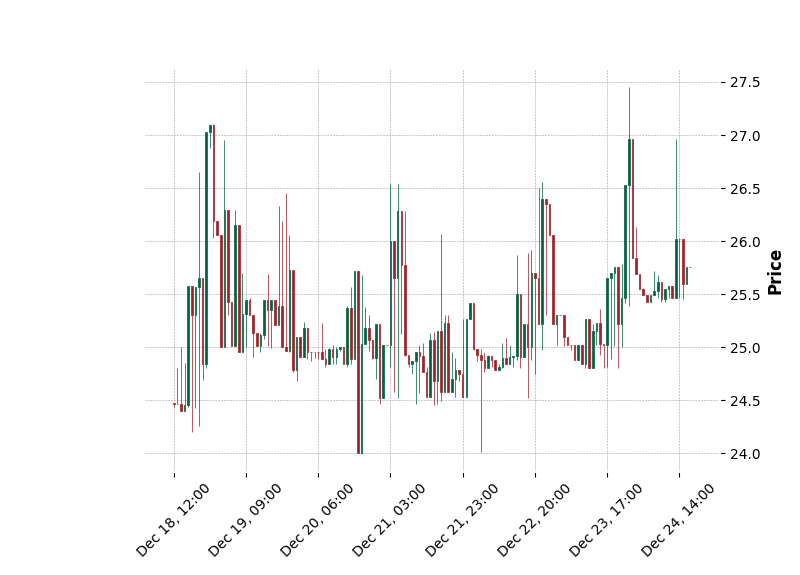 27.5
27.0
26.5
26.0
25.5
25.0
24.5
24.0
Price
Dec 18, 12:00
Dec 19, 09:00
Dec 20, 06:00
Dec 21, 03:00
Dec 21, 23:00
Dec 22, 20:00
Dec 23, 17:00
Dec 24, 14:00